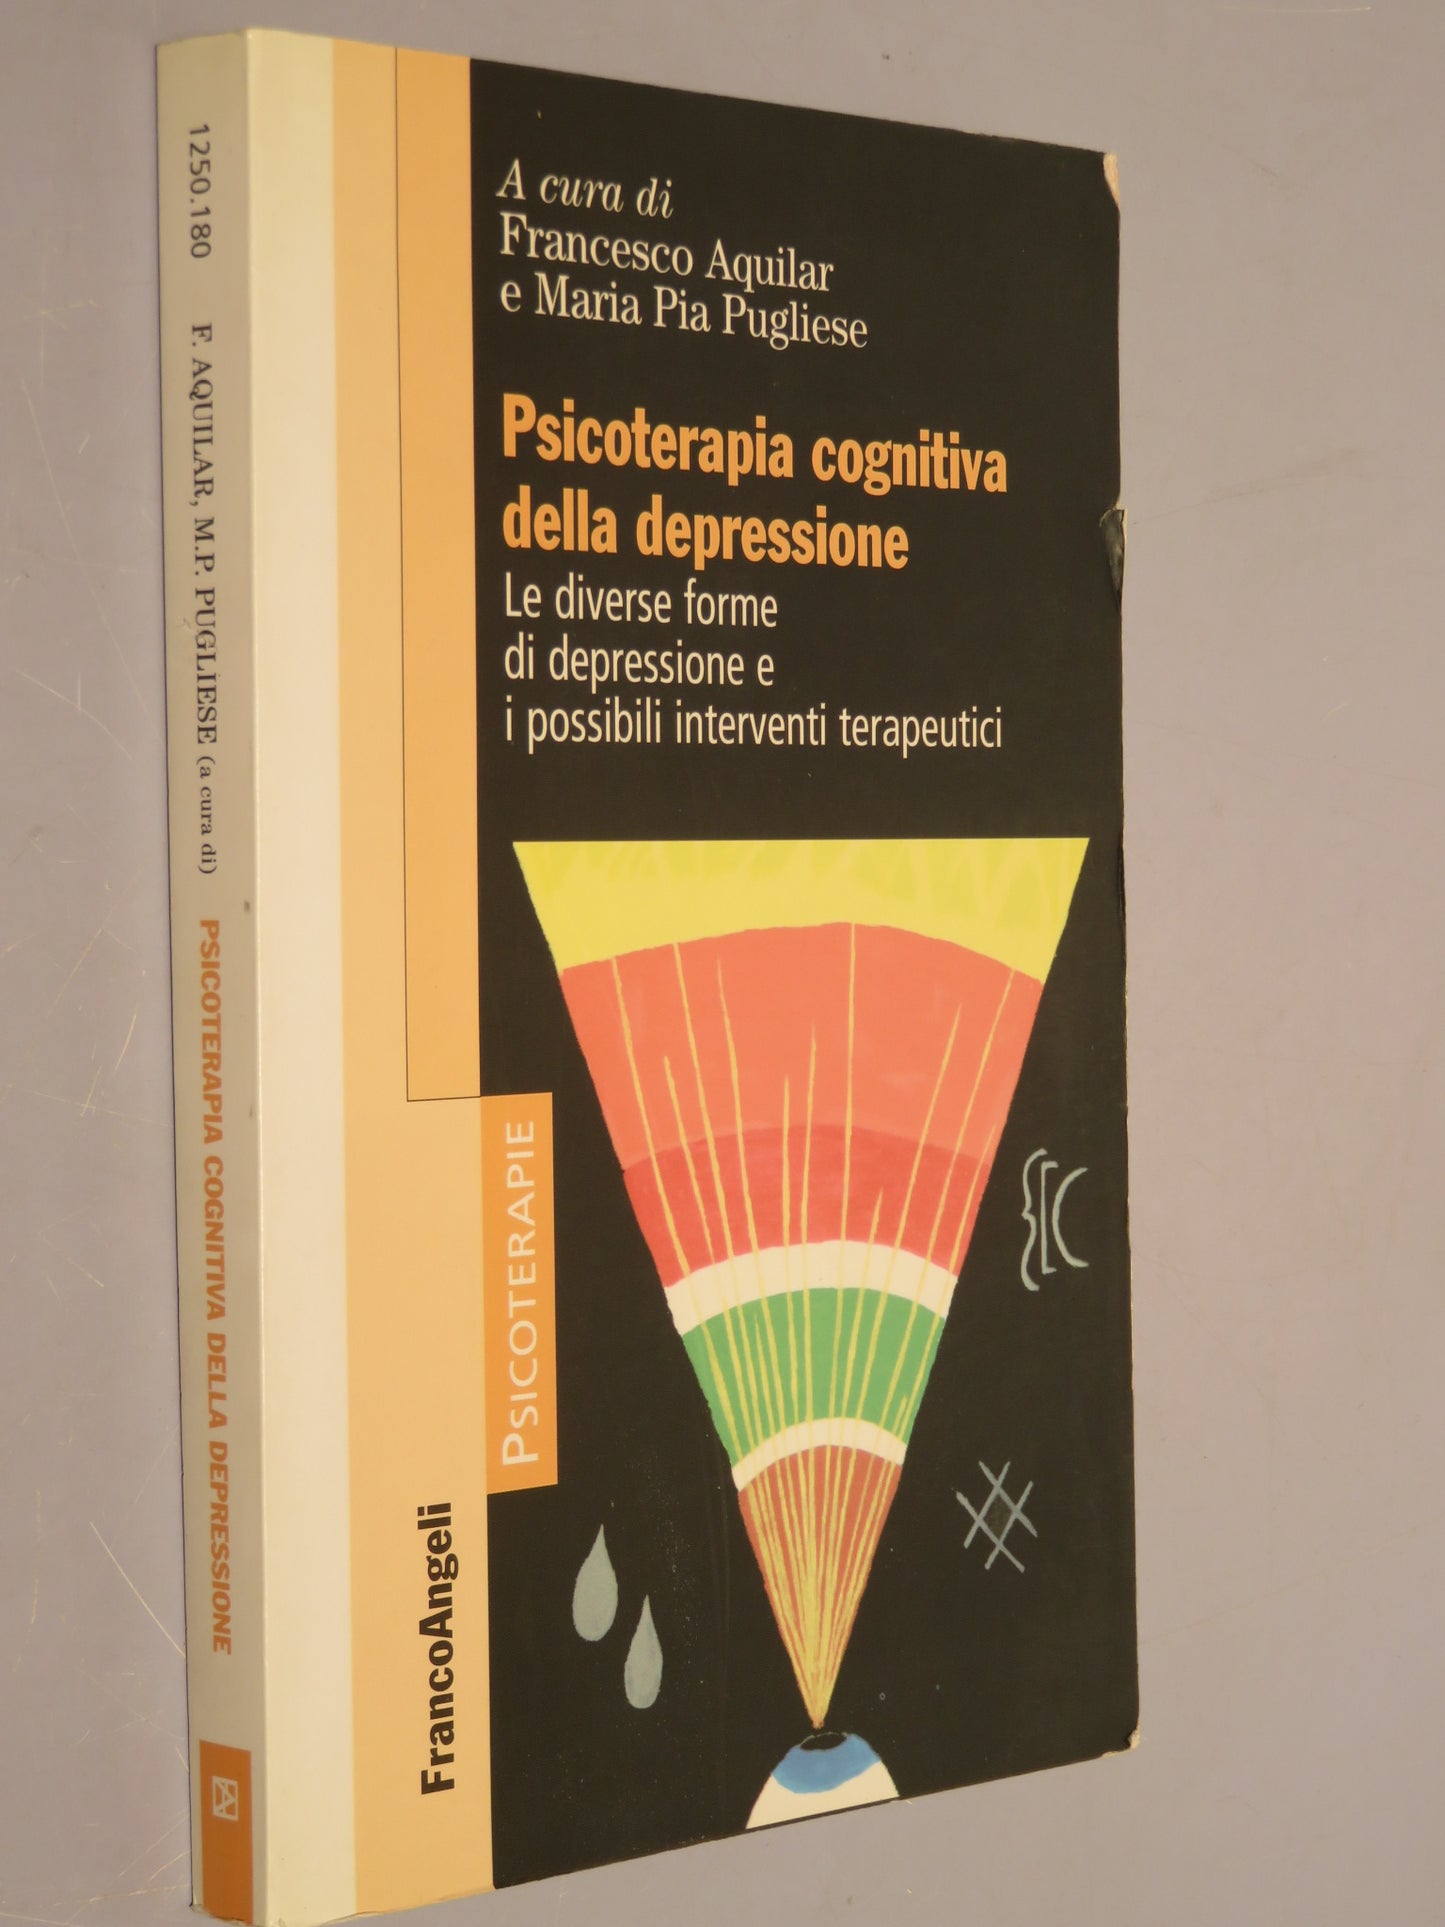 1250.180 F. AQUILAR, M.P. PUGLIESE (a cura di) PSICOTERAPIA COGNITIVA DELLA DEPRESSIONE
A cura di
Francesco Aquilar
e Maria Pia Pugliese
Psicoterapia cognitiva
della depressione
Le diverse forme
di depressione e
i possibili interventi terapeutici
PSICOTERAPIE
FrancoAngeli